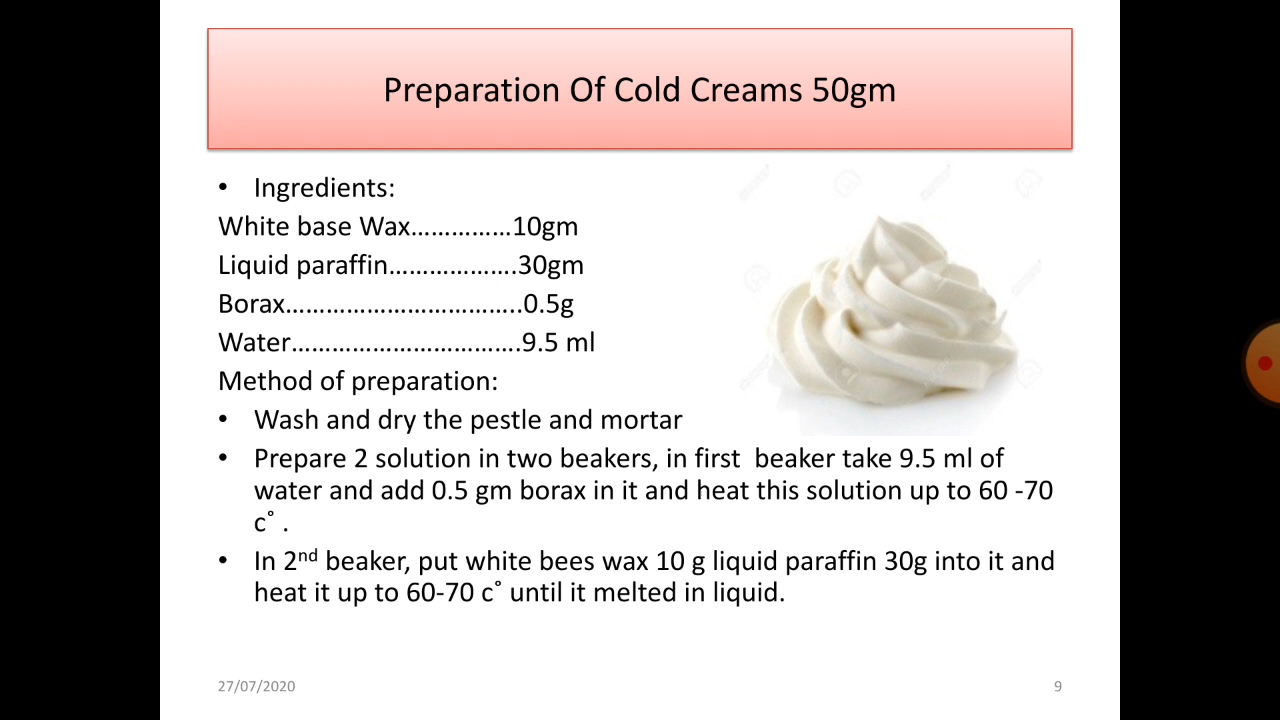 Preparation Of Cold Creams 50gm
• Ingredients:
White base Wax……………10gm
Liquid paraffin……………….30gm
Borax……………………………..0.5g
Water…………………………….9.5 ml
Method of preparation:
• Wash and dry the pestle and mortar
• Prepare 2 solution in two beakers, in first  beaker take 9.5 ml of
water and add 0.5 gm borax in it and heat this solution up to 60 -70
c˚ .
• In 2nd beaker, put white bees wax 10 g liquid paraffin 30g into it and
heat it up to 60-70 c˚ until it melted in liquid.
27/07/2020
9